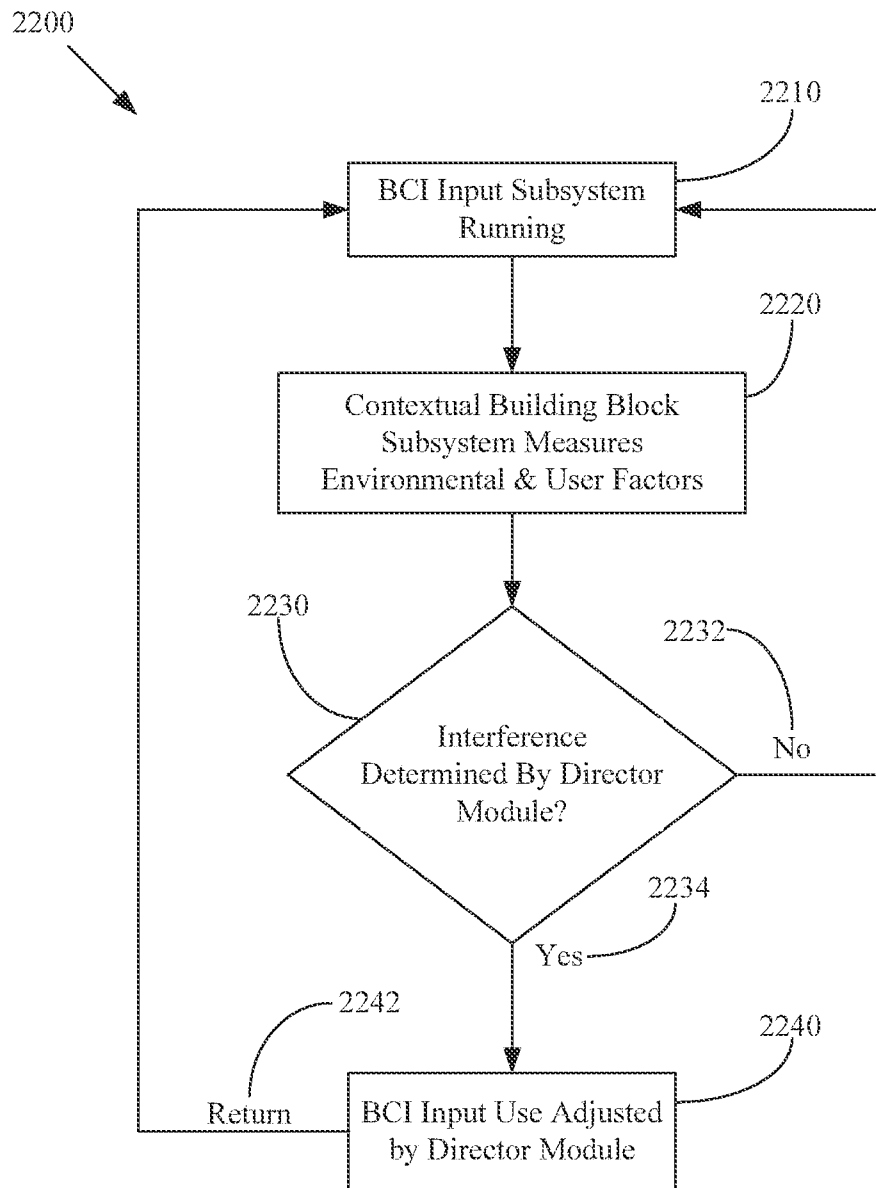 2200
2210
BCI Input Subsystem
Running
2220
Contextual Building Block
Subsystem Measures
Environmental & User Factors
2230
2232
Interference
Determined By Director
Module?
No
2234
Yes
2242
2240
Return
BCI Input Use Adjusted
by Director Module